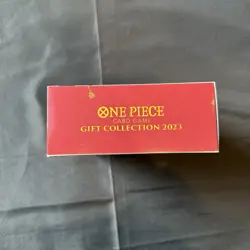 ONE PIECE
CARD GAME
GIFT COLLECTION 2023